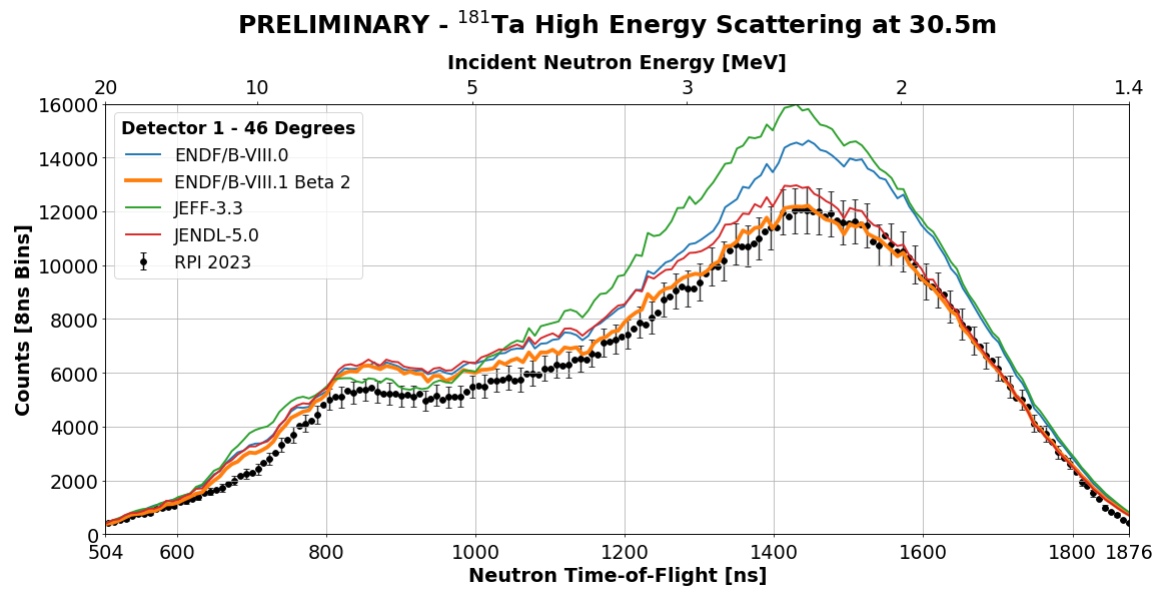 PRELIMINARY - ¹⁸¹Ta High Energy Scattering at 30.5m
Incident Neutron Energy [MeV]
20 10 5 3 2 1.4
16000
14000
12000
10000
8000
6000
4000
2000
0
Counts [8ns Bins]
Detector 1 - 46 Degrees
ENDF/B-VIII.0
ENDF/B-VIII.1 Beta 2
JEFF-3.3
JENDL-5.0
RPI 2023
504 600 800 1000 1200 1400 1600 1800 1876
Neutron Time-of-Flight [ns]